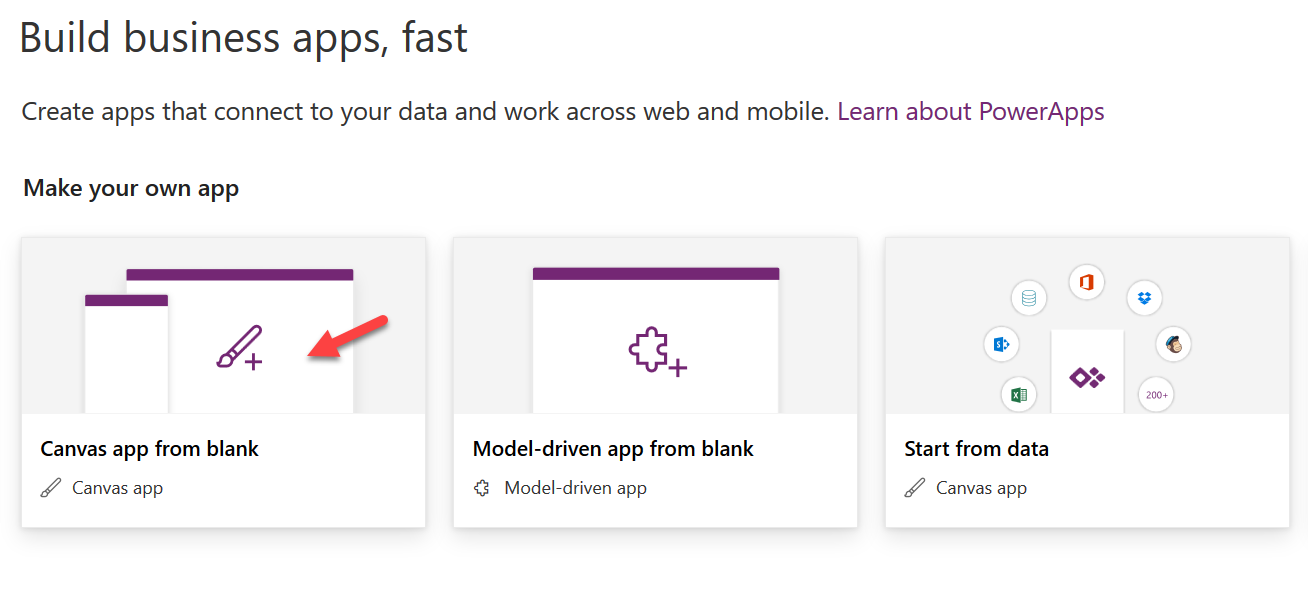 Build business apps, fast
Create apps that connect to your data and work across web and mobile. Learn about PowerApps
Make your own app
200+
Canvas app from blank
Canvas app
Model-driven app from blank
Model-driven app
Start from data
Canvas app